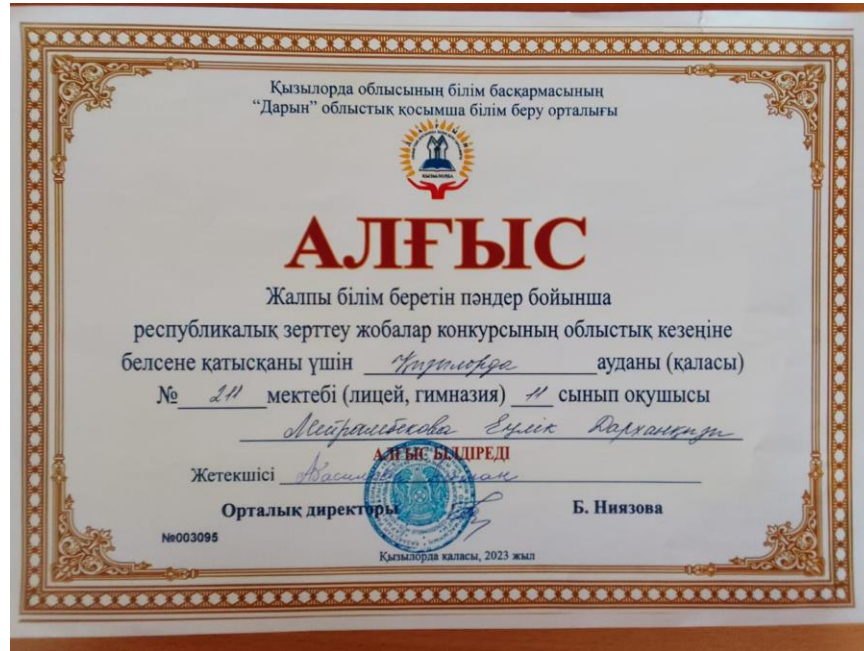 Қызылорда облысының білім басқармасының
“Дарын” облыстық қосымша білім беру орталығы
ҚЫЗЫЛОРДА
АЛҒЫС
Жалпы білім беретін пәндер бойынша
республикалық зерттеу жобалар конкурсының облыстық кезеңіне
белсене қатысқаны үшін Қызылорда ауданы (қаласы)
№ 211 мектебі (лицей, гимназия) 11 сынып оқушысы
Мейрамбекова Еңлік Дарханқызы
АЛҒЫС БІЛДІРЕДІ
Жетекшісі
Орталық директоры Б. Ниязова
№003095
Қызылорда қаласы, 2023 жыл